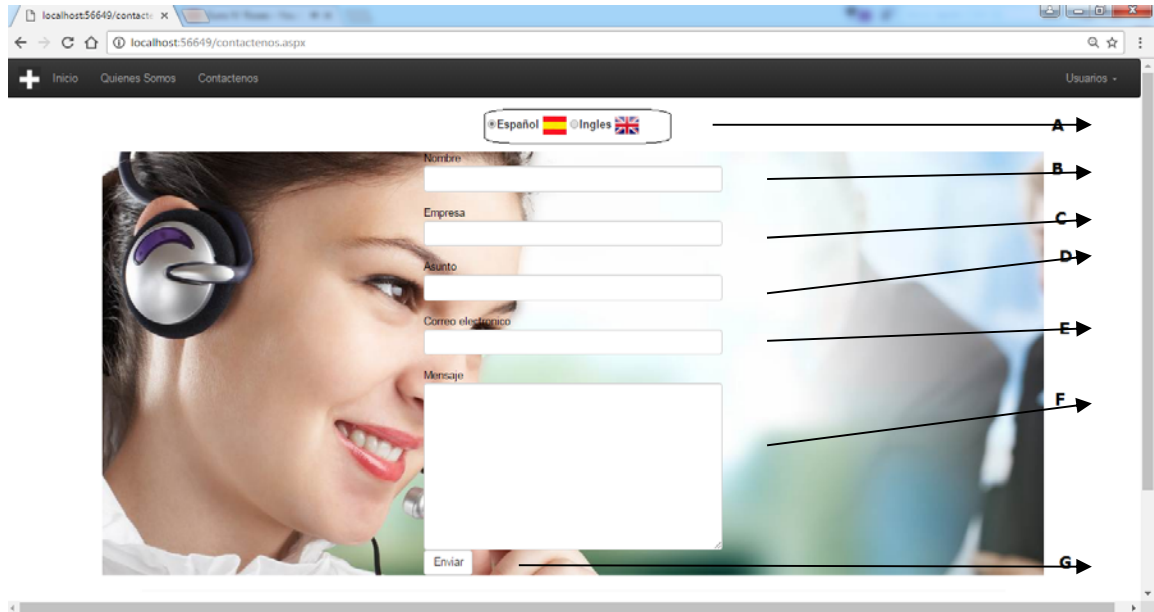 localhost:56649/contacte
localhost:56649/contactenos.aspx
Inicio Quienes Somos Contactenos Usuarios
Español Ingles A
Nombre
B
Empresa
C
Asunto
D
Correo electronico
E
Mensaje
F
Enviar
G